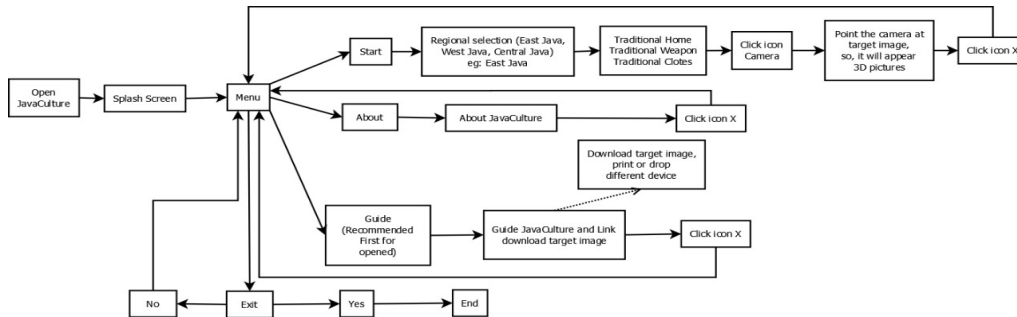 Open
JavaCulture
Splash Screen
Menu
Start
Regional selection (East Java,
West Java, Central Java)
eg: East Java
Traditional Home
Traditional Weapon
Traditional Clotes
Click icon
Camera
Point the camera at
target image,
so, it will appear
3D pictures
Click icon X
About
About JavaCulture
Click icon X
Download target image,
print or drop
different device
Guide
(Recommended
First for
opened)
Guide JavaCulture and Link
download target image
Click icon X
No
Exit
Yes
End